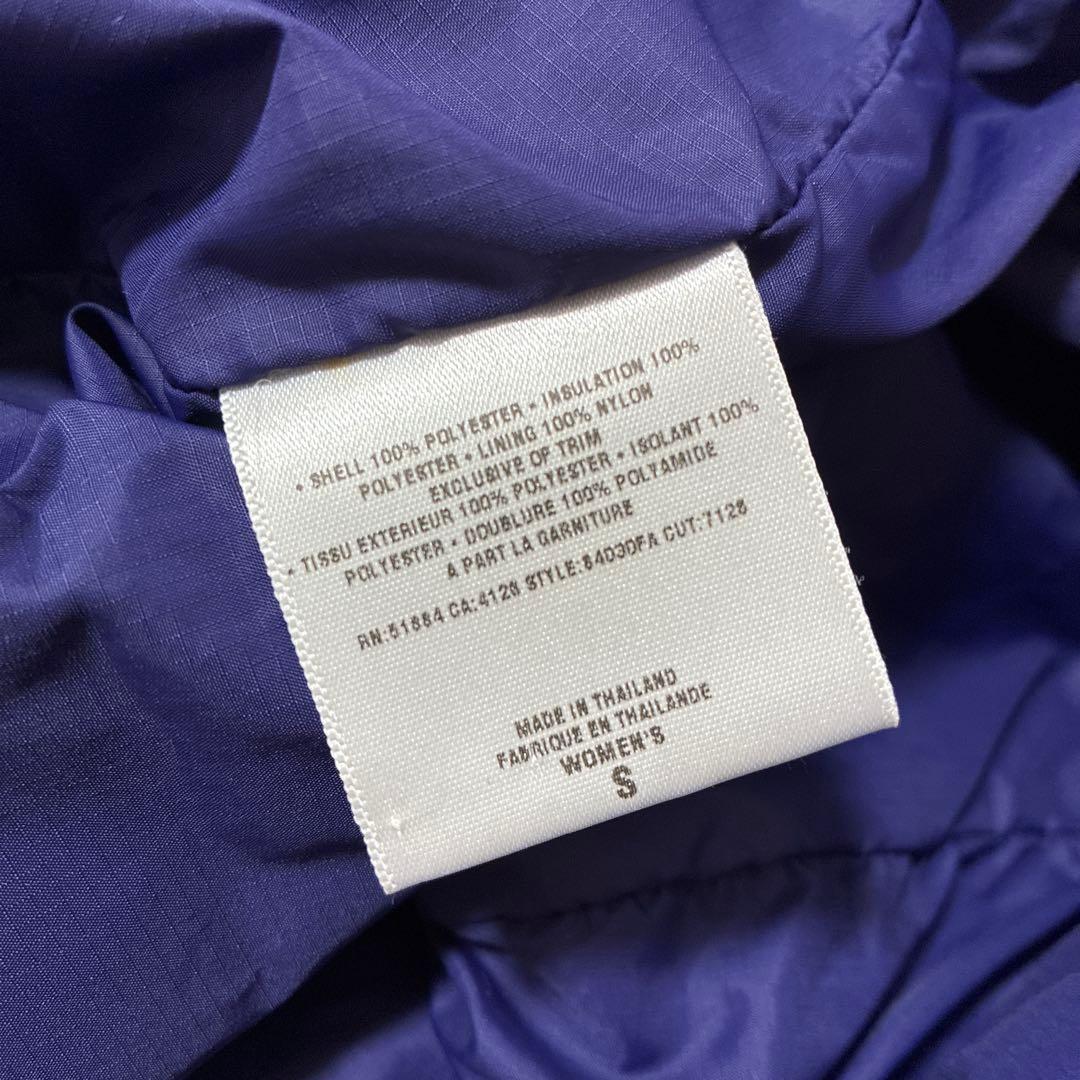 • SHELL 100% POLYESTER • INSULATION 100%
POLYESTER • LINING 100% NYLON
EXCLUSIVE OF TRIM
• TISSU EXTERIEUR 100% POLYESTER • ISOLANT 100%
POLYESTER • DOUBLURE 100% POLYAMIDE
A PART LA GARNITURE
RN:51884 CA:4128 STYLE:84030FA CUT:7128
MADE IN THAILAND
FABRIQUE EN THAILANDE
WOMEN'S
S